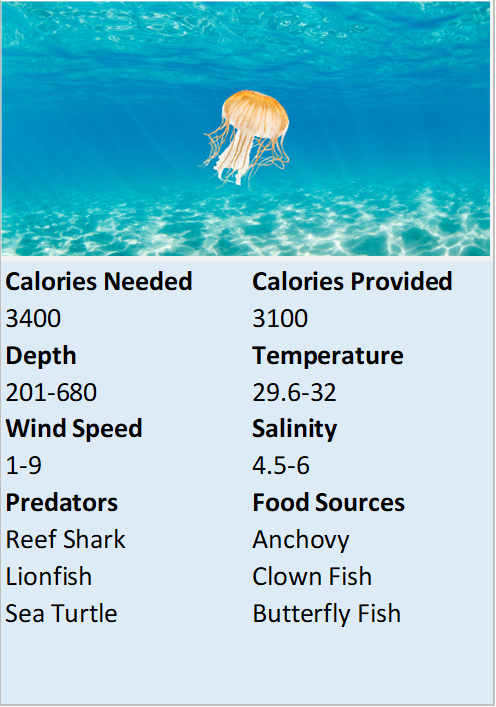 Calories Needed Calories Provided
3400 3100
Depth Temperature
201-680 29.6-32
Wind Speed Salinity
1-9 4.5-6
Predators Food Sources
Reef Shark Anchovy
Lionfish Clown Fish
Sea Turtle Butterfly Fish